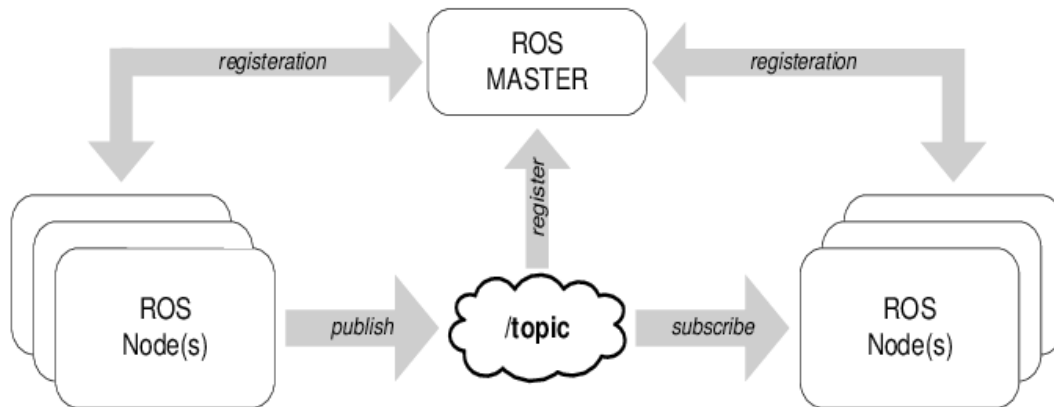 ROS
MASTER
registeration
registeration
register
ROS
Node(s)
publish
/topic
subscribe
ROS
Node(s)